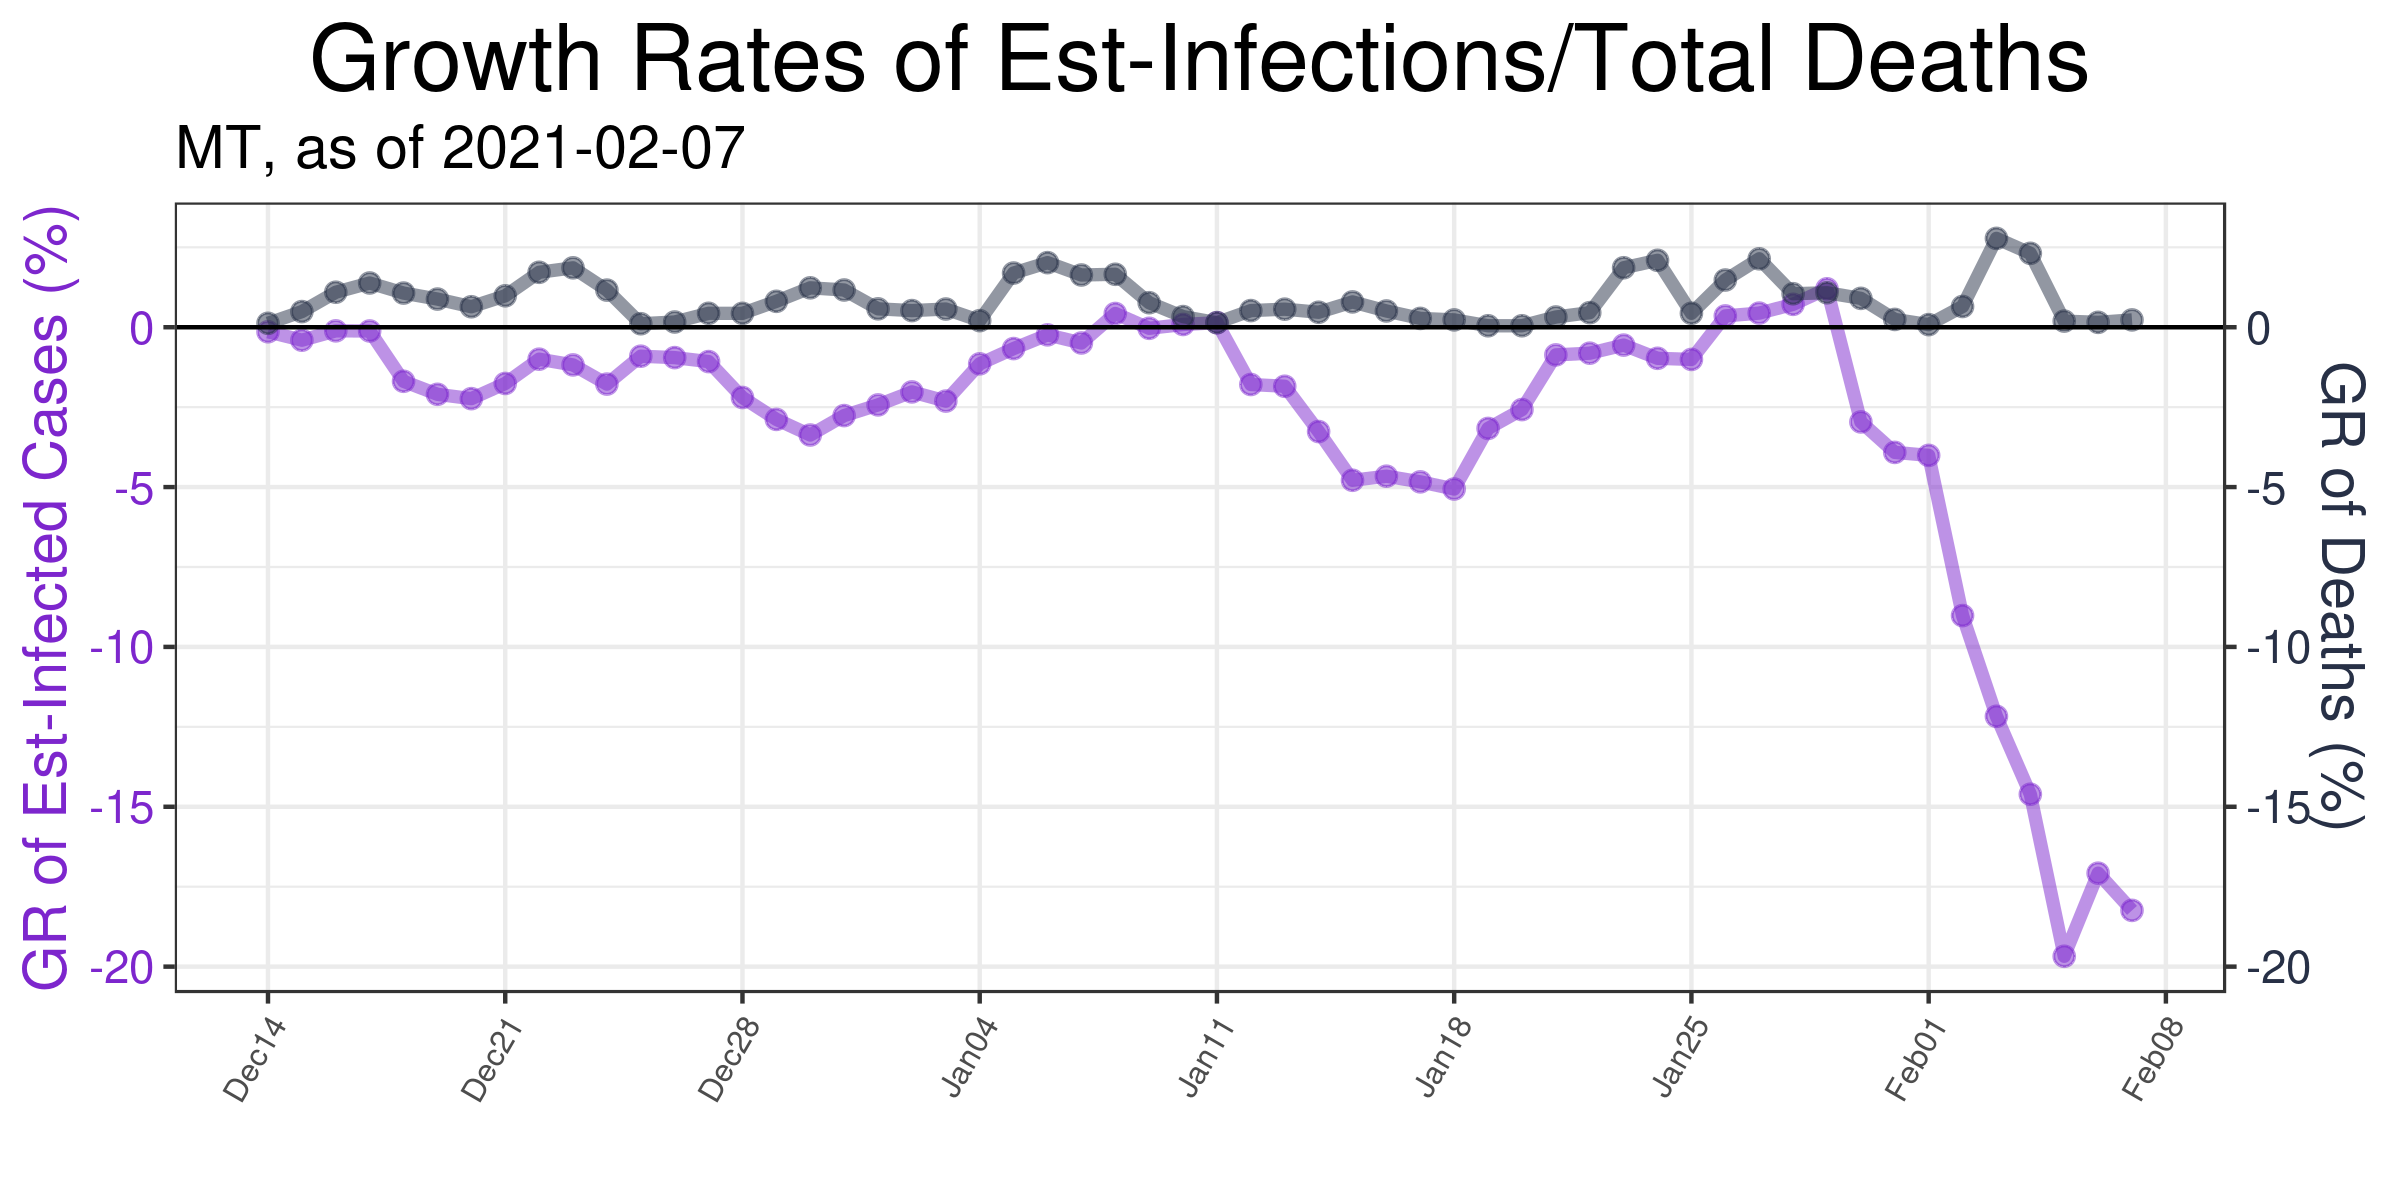 Growth Rates of Est-Infections/Total Deaths
MT, as of 2021-02-07
GR of Est-Infected Cases (%)
0
-5
-10
-15
-20
0
-5
-10
-15
-20
GR of Deaths (%)
Dec14
Dec21
Dec28
Jan04
Jan11
Jan18
Jan25
Feb01
Feb08